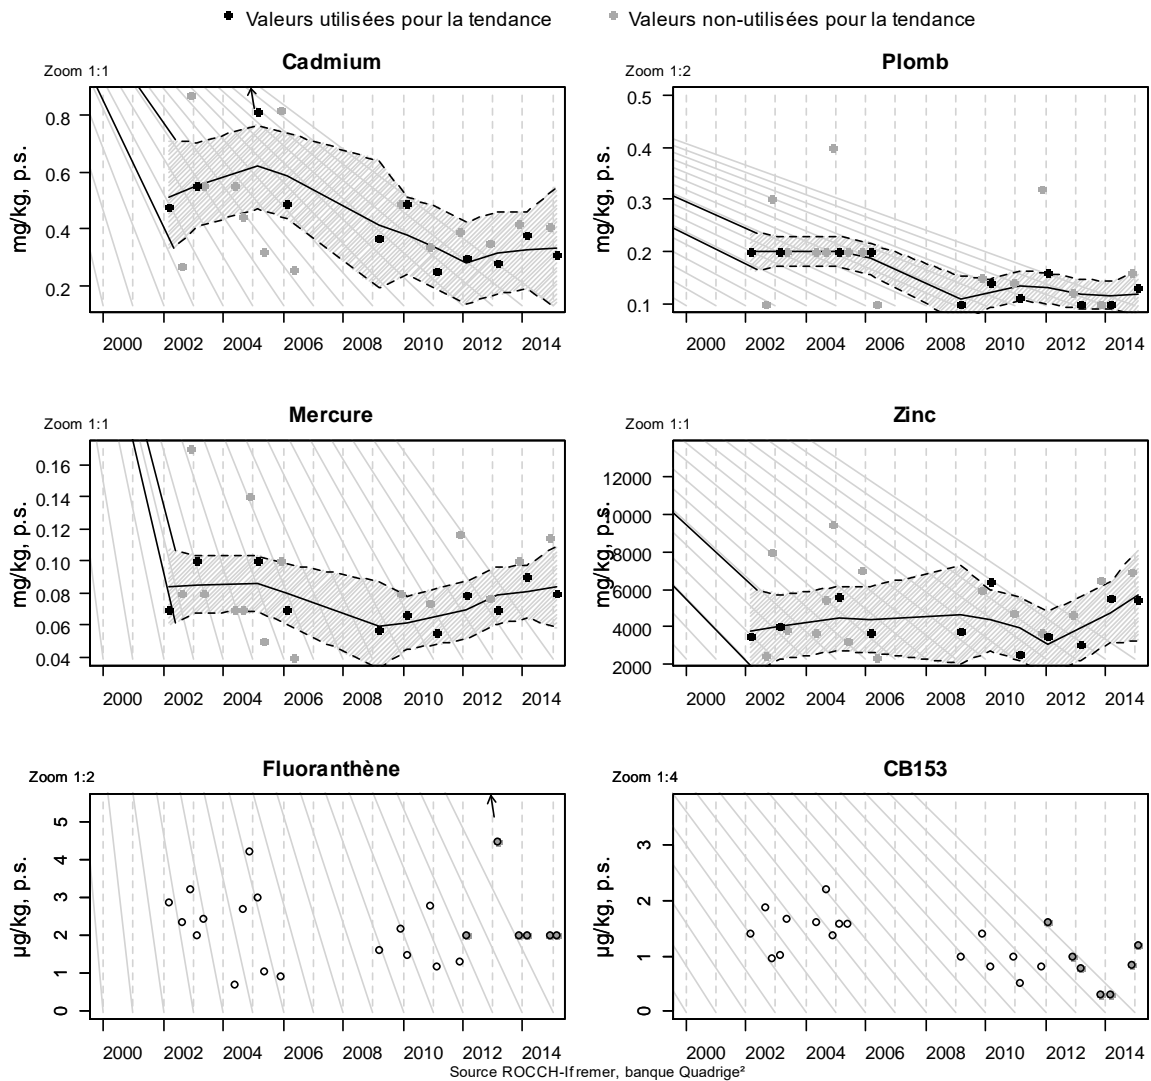 Valeurs utilisées pour la tendance Valeurs non-utilisées pour la tendance
Zoom 1:1 Cadmium
mg/kg, p.s.
0.8
0.6
0.4
0.2
2000 2002 2004 2006 2008 2010 2012 2014
Zoom 1:2 Plomb
mg/kg, p.s.
0.5
0.4
0.3
0.2
0.1
2000 2002 2004 2006 2008 2010 2012 2014
Zoom 1:1 Mercure
mg/kg, p.s.
0.16
0.14
0.12
0.10
0.08
0.06
0.04
2000 2002 2004 2006 2008 2010 2012 2014
Zoom 1:1 Zinc
mg/kg, p.s.
12000
10000
8000
6000
4000
2000
2000 2002 2004 2006 2008 2010 2012 2014
Zoom 1:2 Fluoranthène
µg/kg, p.s.
5
4
3
2
1
0
2000 2002 2004 2006 2008 2010 2012 2014
Zoom 1:4 CB153
µg/kg, p.s.
3
2
1
0
2000 2002 2004 2006 2008 2010 2012 2014
Source ROCCH-Ifremer, banque Quadrige²